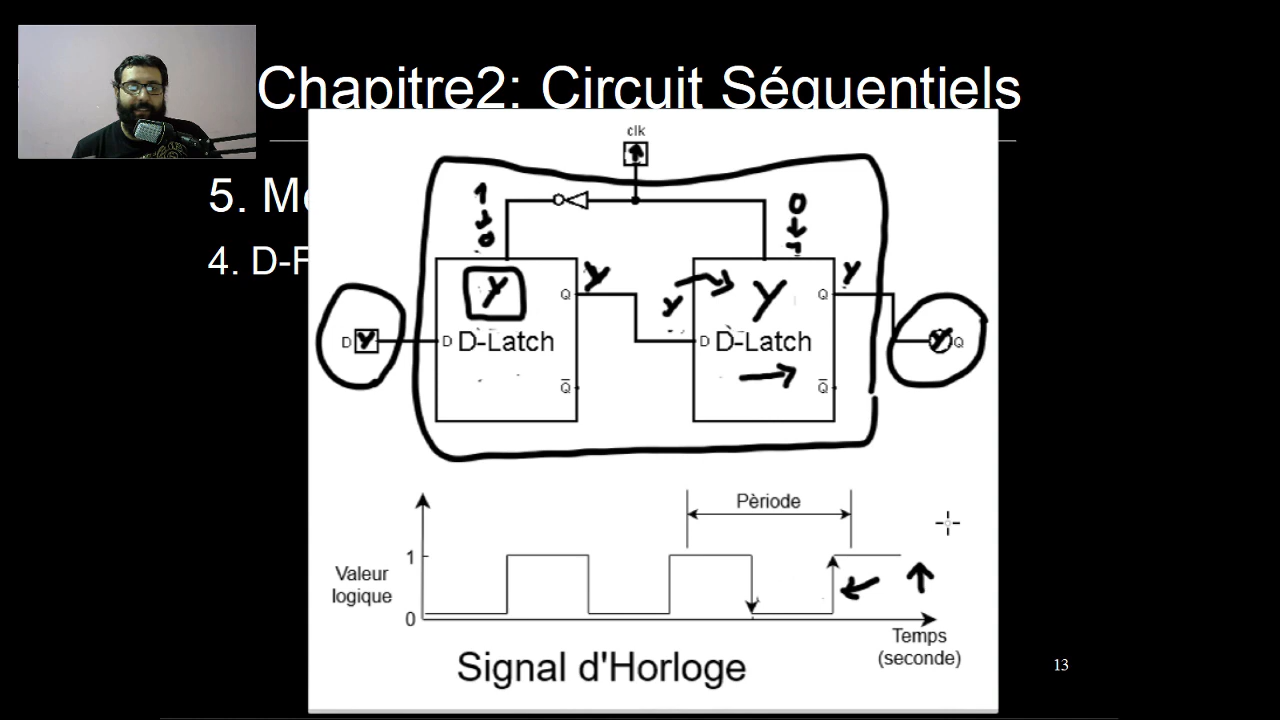 Chapitre2: Circuit Séquentiels
5. M
4. D-F
clk
1 0
0 1
Y Y Y Y Y
Q Q
D Y D D-Latch D D-Latch Y Q
Q̅ Q̅
Pèriode
1
Valeur
logique
0
Temps
(seconde)
Signal d'Horloge
13